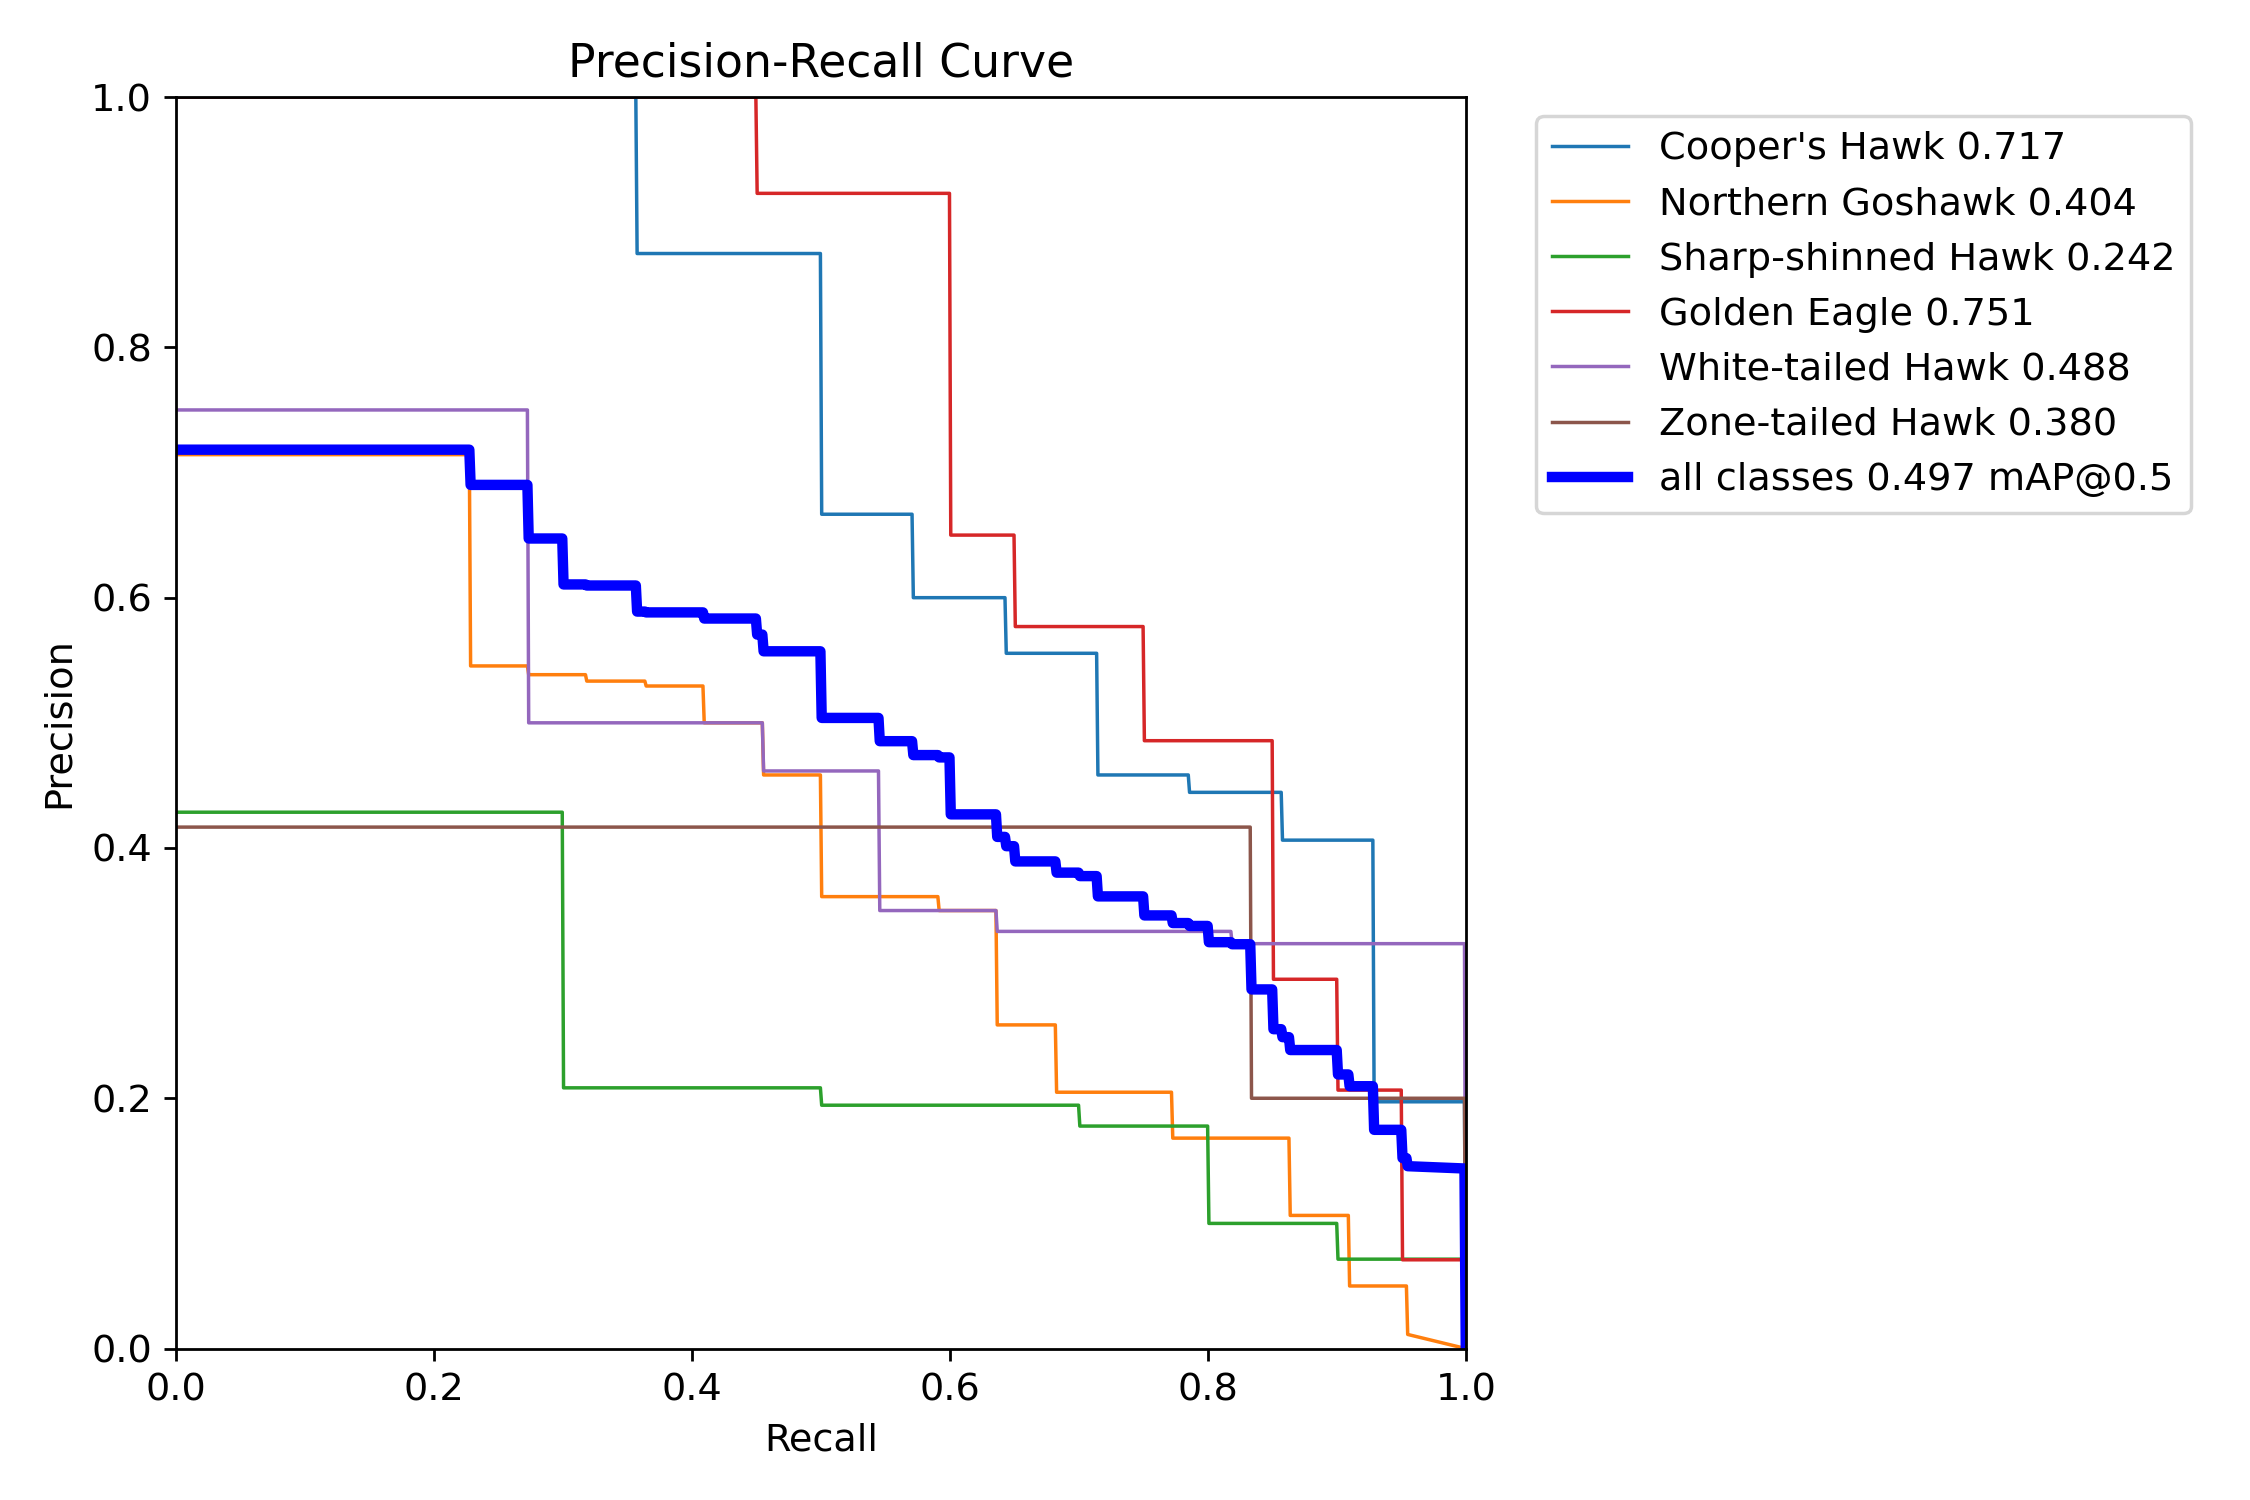 Precision-Recall Curve
1.0
0.8
0.6
0.4
0.2
0.0
Precision
0.0 0.2 0.4 0.6 0.8 1.0
Recall
Cooper's Hawk 0.717
Northern Goshawk 0.404
Sharp-shinned Hawk 0.242
Golden Eagle 0.751
White-tailed Hawk 0.488
Zone-tailed Hawk 0.380
all classes 0.497 mAP@0.5